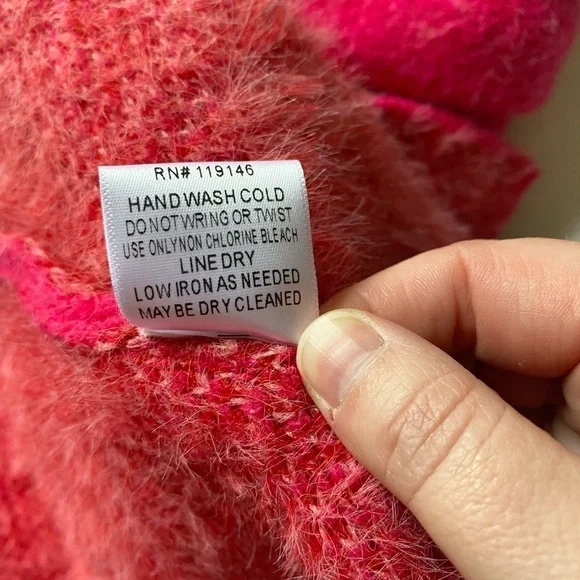 RN# 119146
HAND WASH COLD
DO NOT WRING OR TWIST
USE ONLY NON CHLORINE BLEACH
LINE DRY
LOW IRON AS NEEDED
MAY BE DRY CLEANED